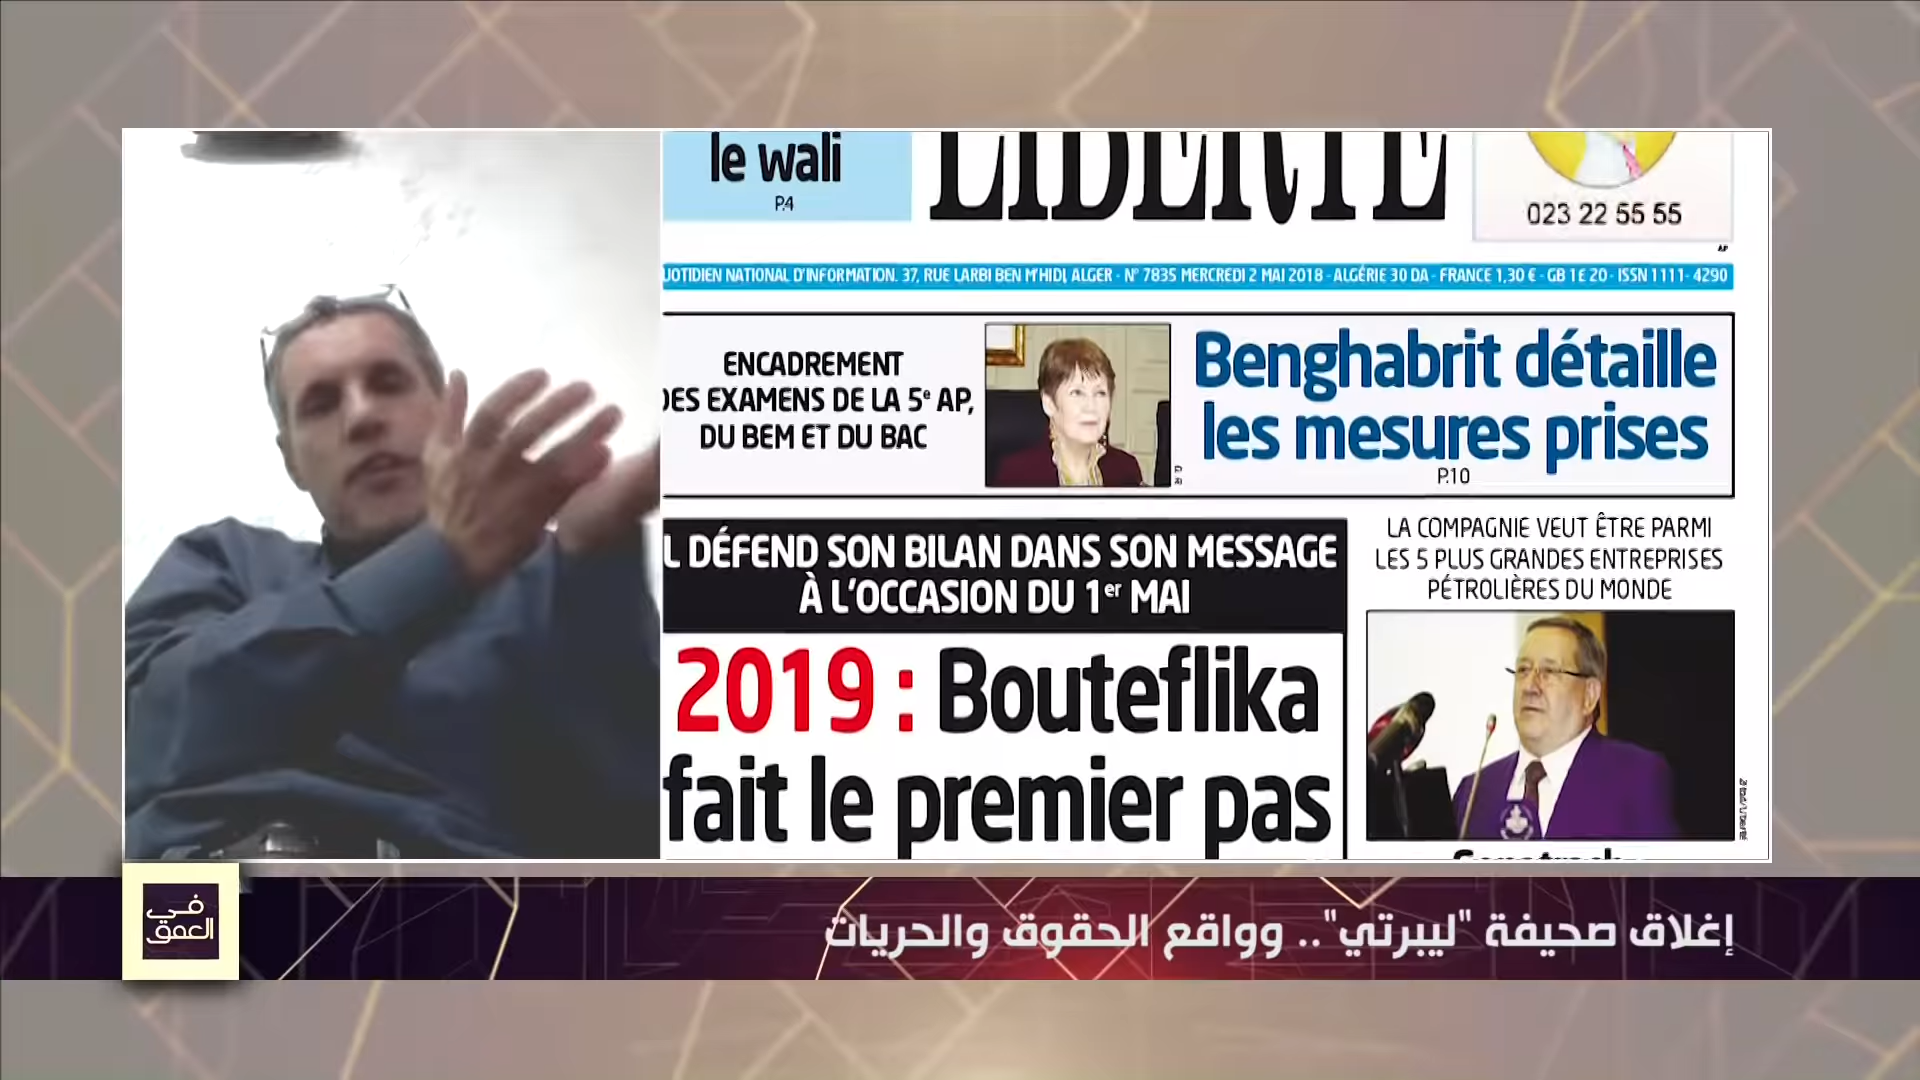 le wali
P.4
LIBERTE
023 22 55 55
AP
UOTIDIEN NATIONAL D'INFORMATION. 37, RUE LARBI BEN M'HIDI, ALGER - N° 7835 MERCREDI 2 MAI 2018 - ALGÉRIE 30 DA - FRANCE 1,30 € - GB 1£ 20 - ISSN 1111- 4290
ENCADREMENT
DES EXAMENS DE LA 5e AP,
DU BEM ET DU BAC
Benghabrit détaille
les mesures prises
P.10
L DÉFEND SON BILAN DANS SON MESSAGE
À L'OCCASION DU 1er MAI
2019 : Bouteflika
fait le premier pas
LA COMPAGNIE VEUT ÊTRE PARMI
LES 5 PLUS GRANDES ENTREPRISES
PÉTROLIÈRES DU MONDE
في
العمق
إغلاق صحيفة "ليبرتي".. وواقع الحقوق والحريات